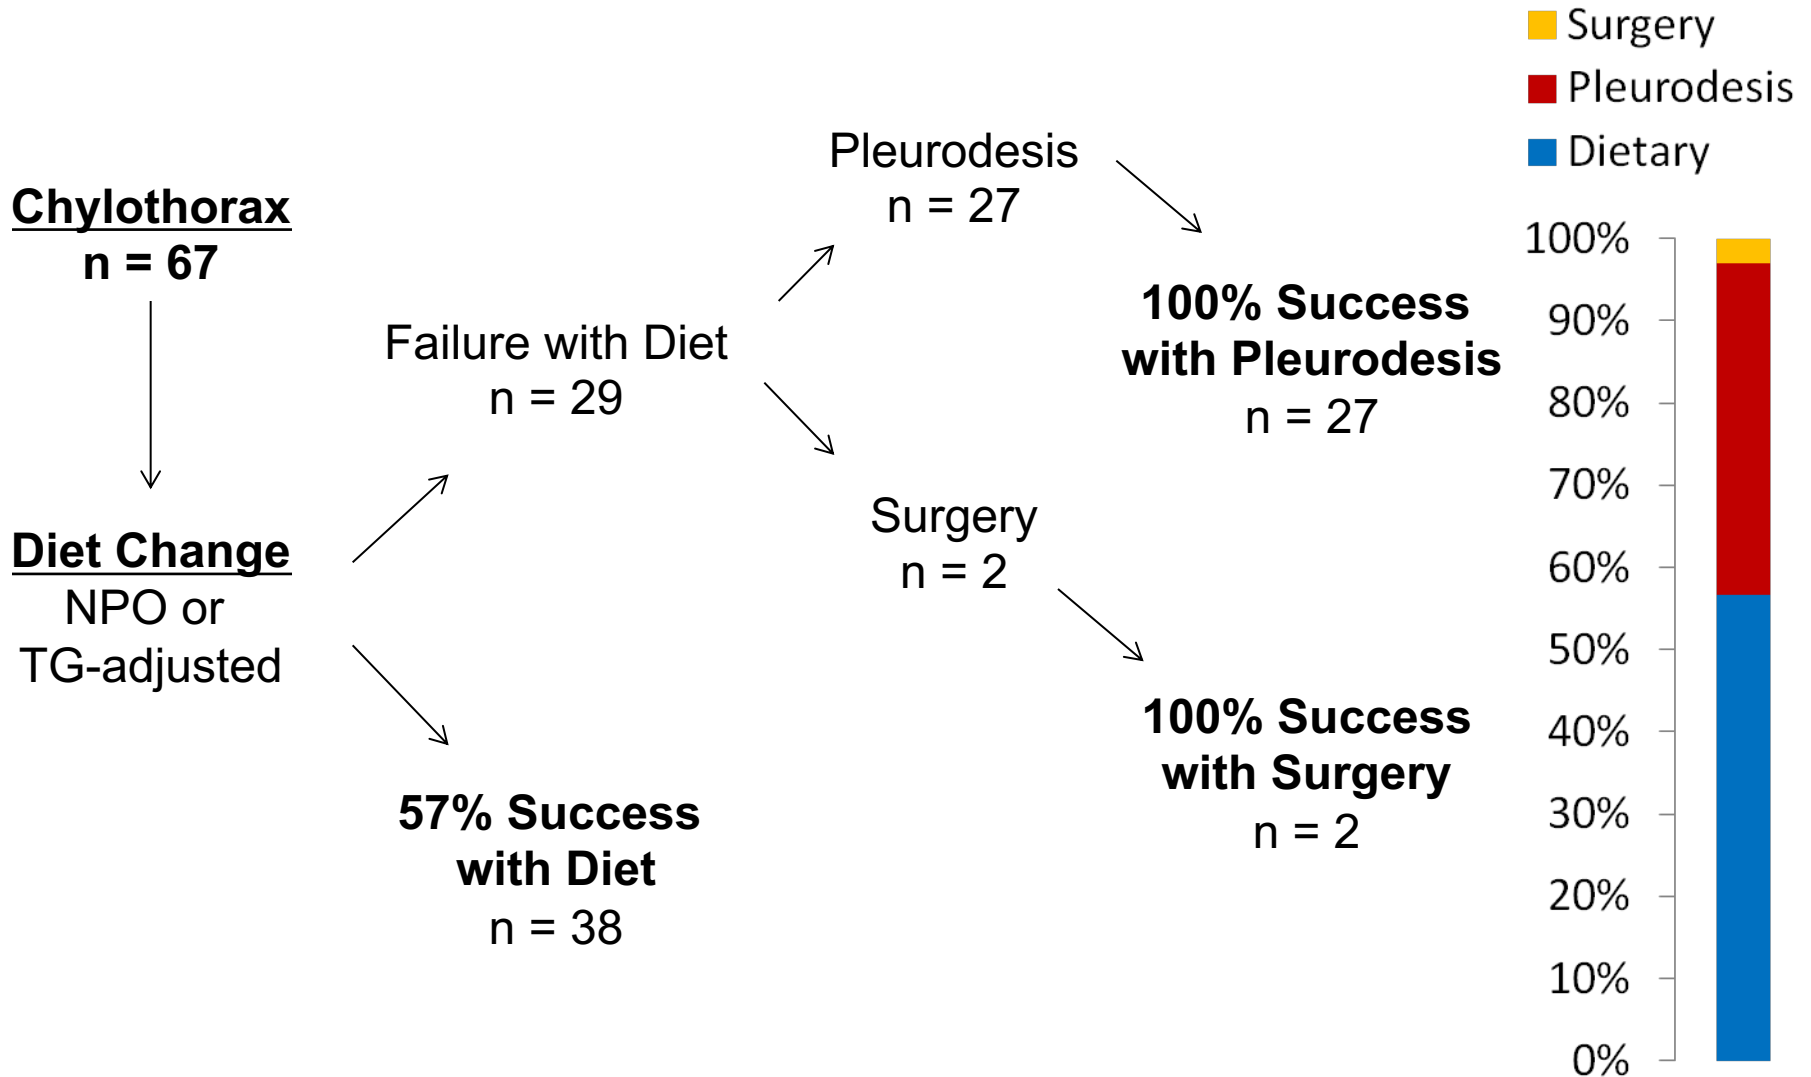 Chylothorax
n = 67
Diet Change
NPO or
TG-adjusted
Failure with Diet
n = 29
57% Success
with Diet
n = 38
Pleurodesis
n = 27
Surgery
n = 2
100% Success
with Pleurodesis
n = 27
100% Success
with Surgery
n = 2
Surgery
Pleurodesis
Dietary
100%
90%
80%
70%
60%
50%
40%
30%
20%
10%
0%